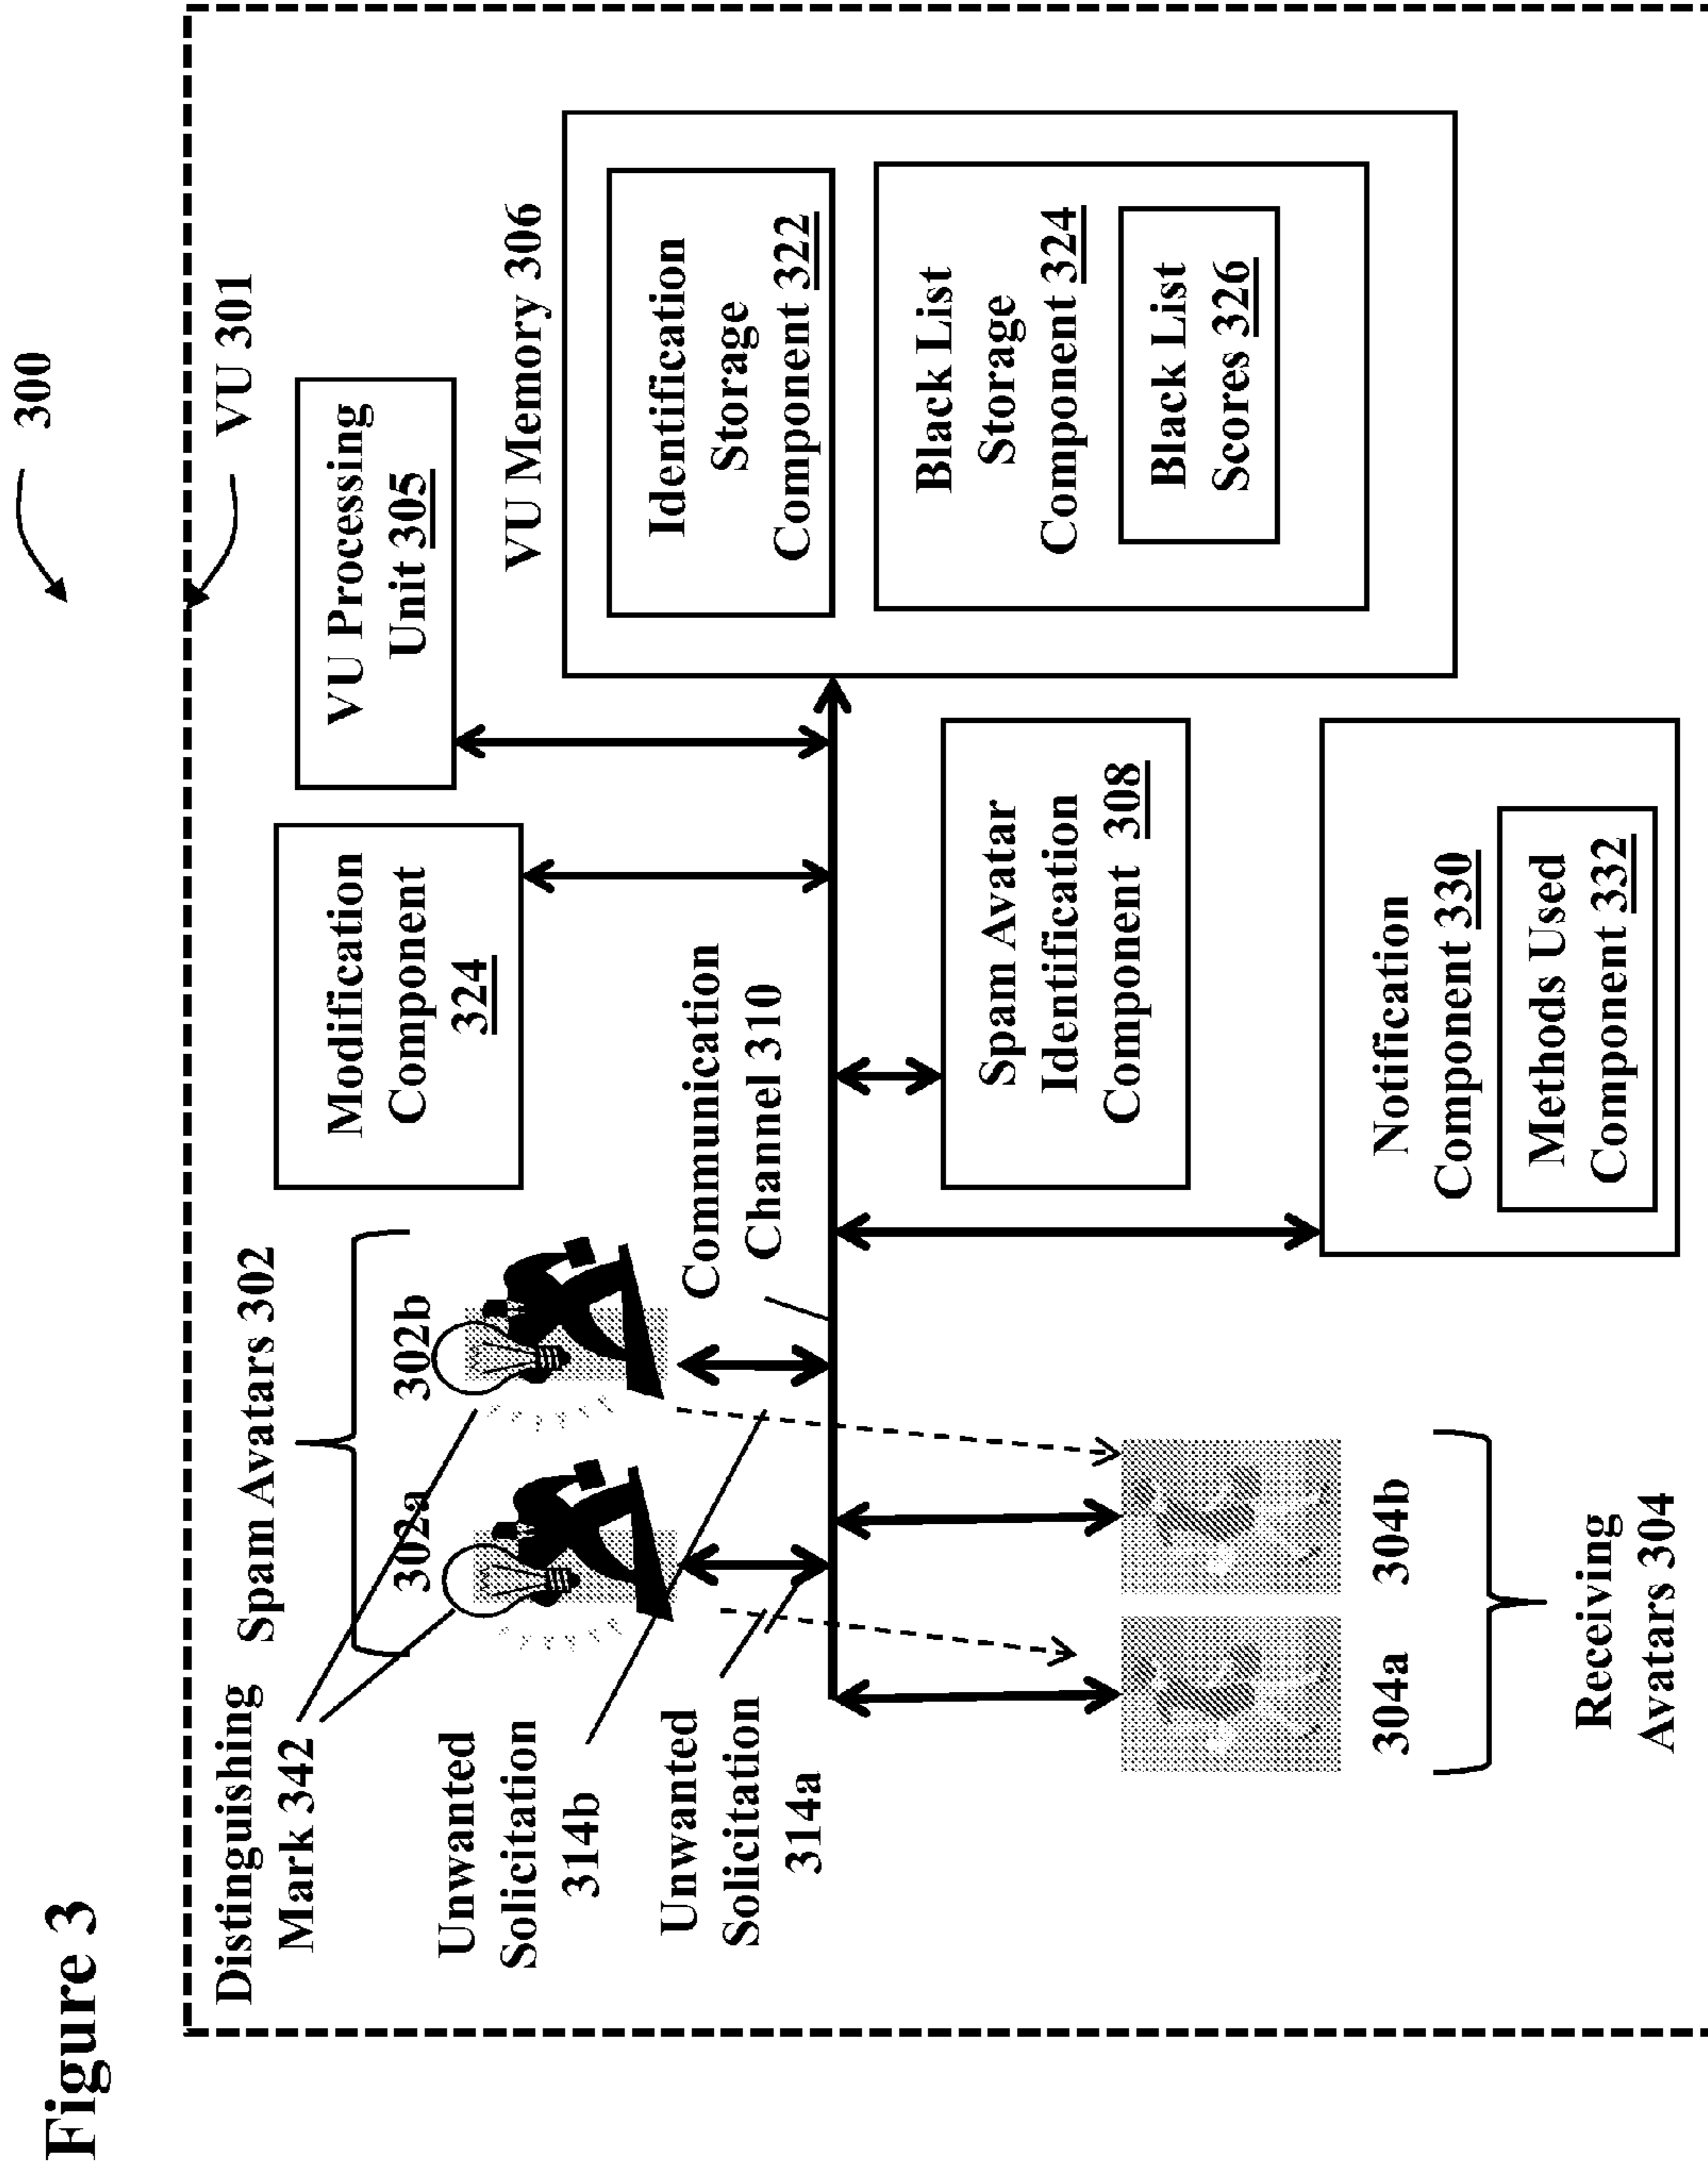 Figure 3
300
VU 301
Distinguishing
Mark 342
Spam Avatars 302
302a
302b
Unwanted
Solicitation
314b
Unwanted
Solicitation
314a
Modification
Component
324
VU Processing
Unit 305
Communication
Channel 310
VU Memory 306
Identification
Storage
Component 322
Black List
Storage
Component 324
Black List
Scores 326
Spam Avatar
Identification
Component 308
Notification
Component 330
Methods Used
Component 332
304a
304b
Receiving
Avatars 304